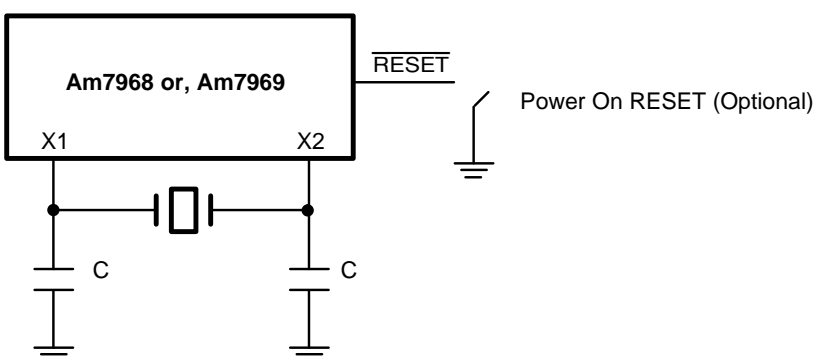 RESET
Am7968 or, Am7969
Power On RESET (Optional)
X1 X2
C C